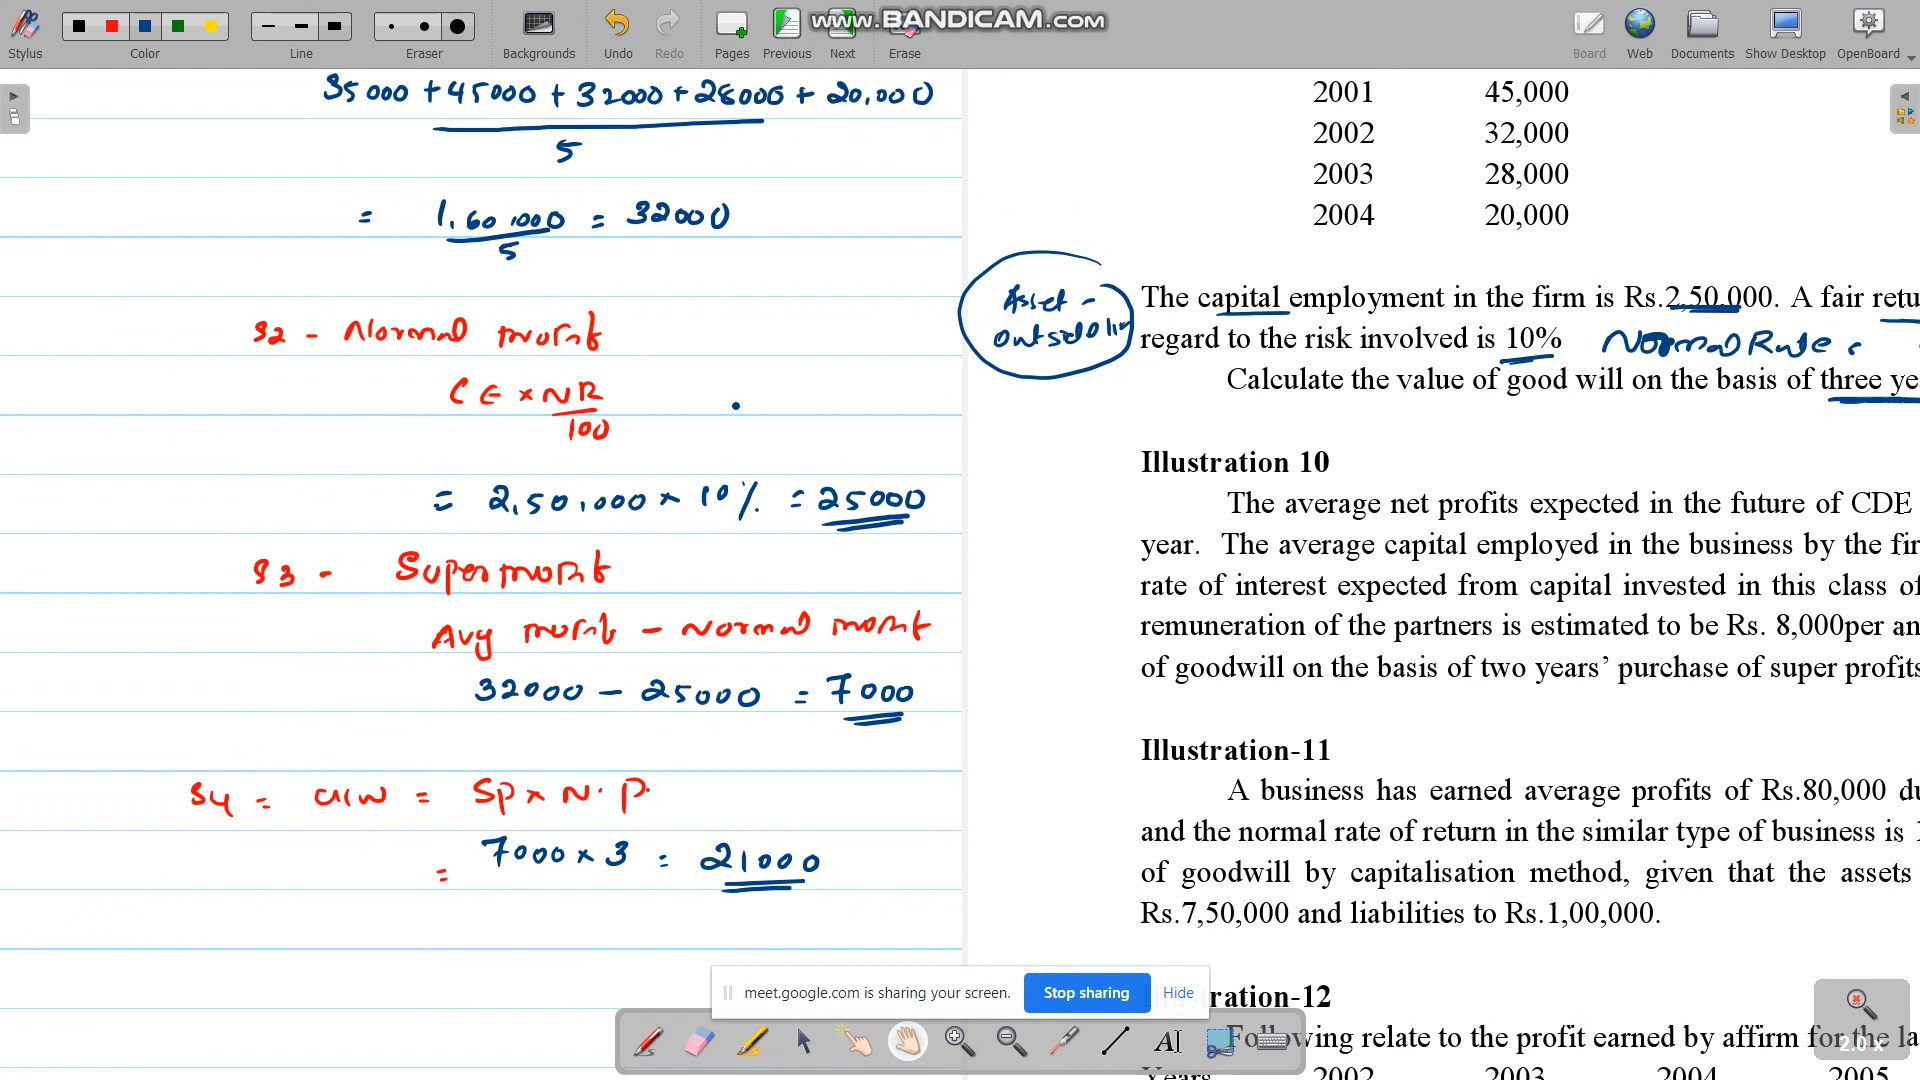 www.BANDICAM.com
Stylus Color Line Eraser Backgrounds Undo Redo Pages Previous Next Erase Board Web Documents Show Desktop OpenBoard
35000 + 45000 + 32000 + 28000 + 20,000
5
= 1,60,000 = 32000
5
S2 - Normal profit
CE × NR
100
= 2,50,000 × 10% = 25000
S3 - Super profit
Avg profit - Normal profit
32000 - 25000 = 7000
S4 = G/W = SP × N.P.
= 7000 × 3 = 21000
2001 45,000
2002 32,000
2003 28,000
2004 20,000
Asset -
Outside li
The capital employment in the firm is Rs.2,50,000. A fair retu
regard to the risk involved is 10% Normal Rate
Calculate the value of good will on the basis of three ye
Illustration 10
The average net profits expected in the future of CDE
year. The average capital employed in the business by the fir
rate of interest expected from capital invested in this class of
remuneration of the partners is estimated to be Rs. 8,000per an
of goodwill on the basis of two years’ purchase of super profits
Illustration-11
A business has earned average profits of Rs.80,000 du
and the normal rate of return in the similar type of business is 1
of goodwill by capitalisation method, given that the assets
Rs.7,50,000 and liabilities to Rs.1,00,000.
ration-12
Following relate to the profit earned by affirm for the la
Years 2002 2003 2004 2005
meet.google.com is sharing your screen. Stop sharing Hide
2.0 x